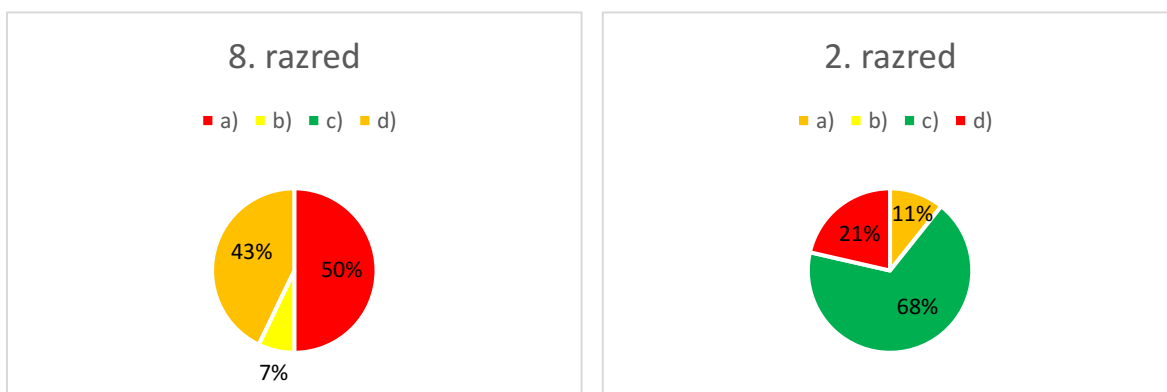 8. razred
a) b) c) d)
43%
50%
7%
2. razred
a) b) c) d)
11%
21%
68%